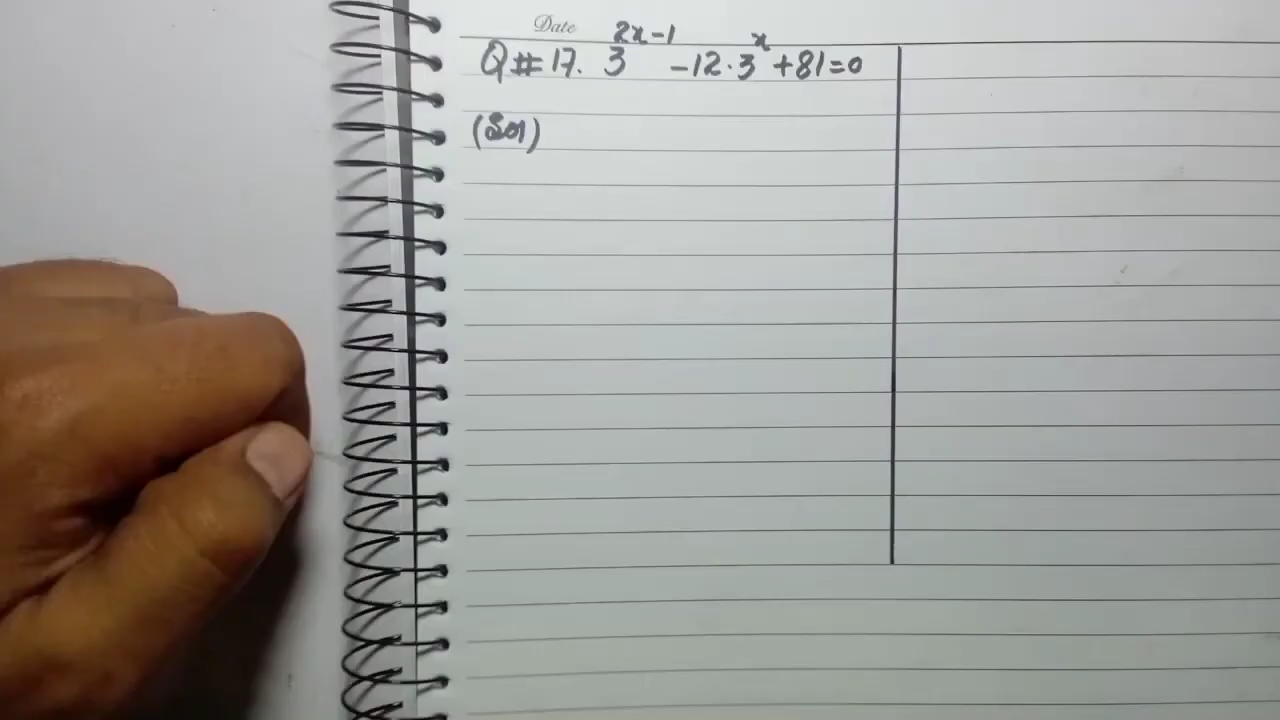 Date
Q # 17. 3^{2x-1} - 12 · 3^{x} + 81 = 0
(Sol)